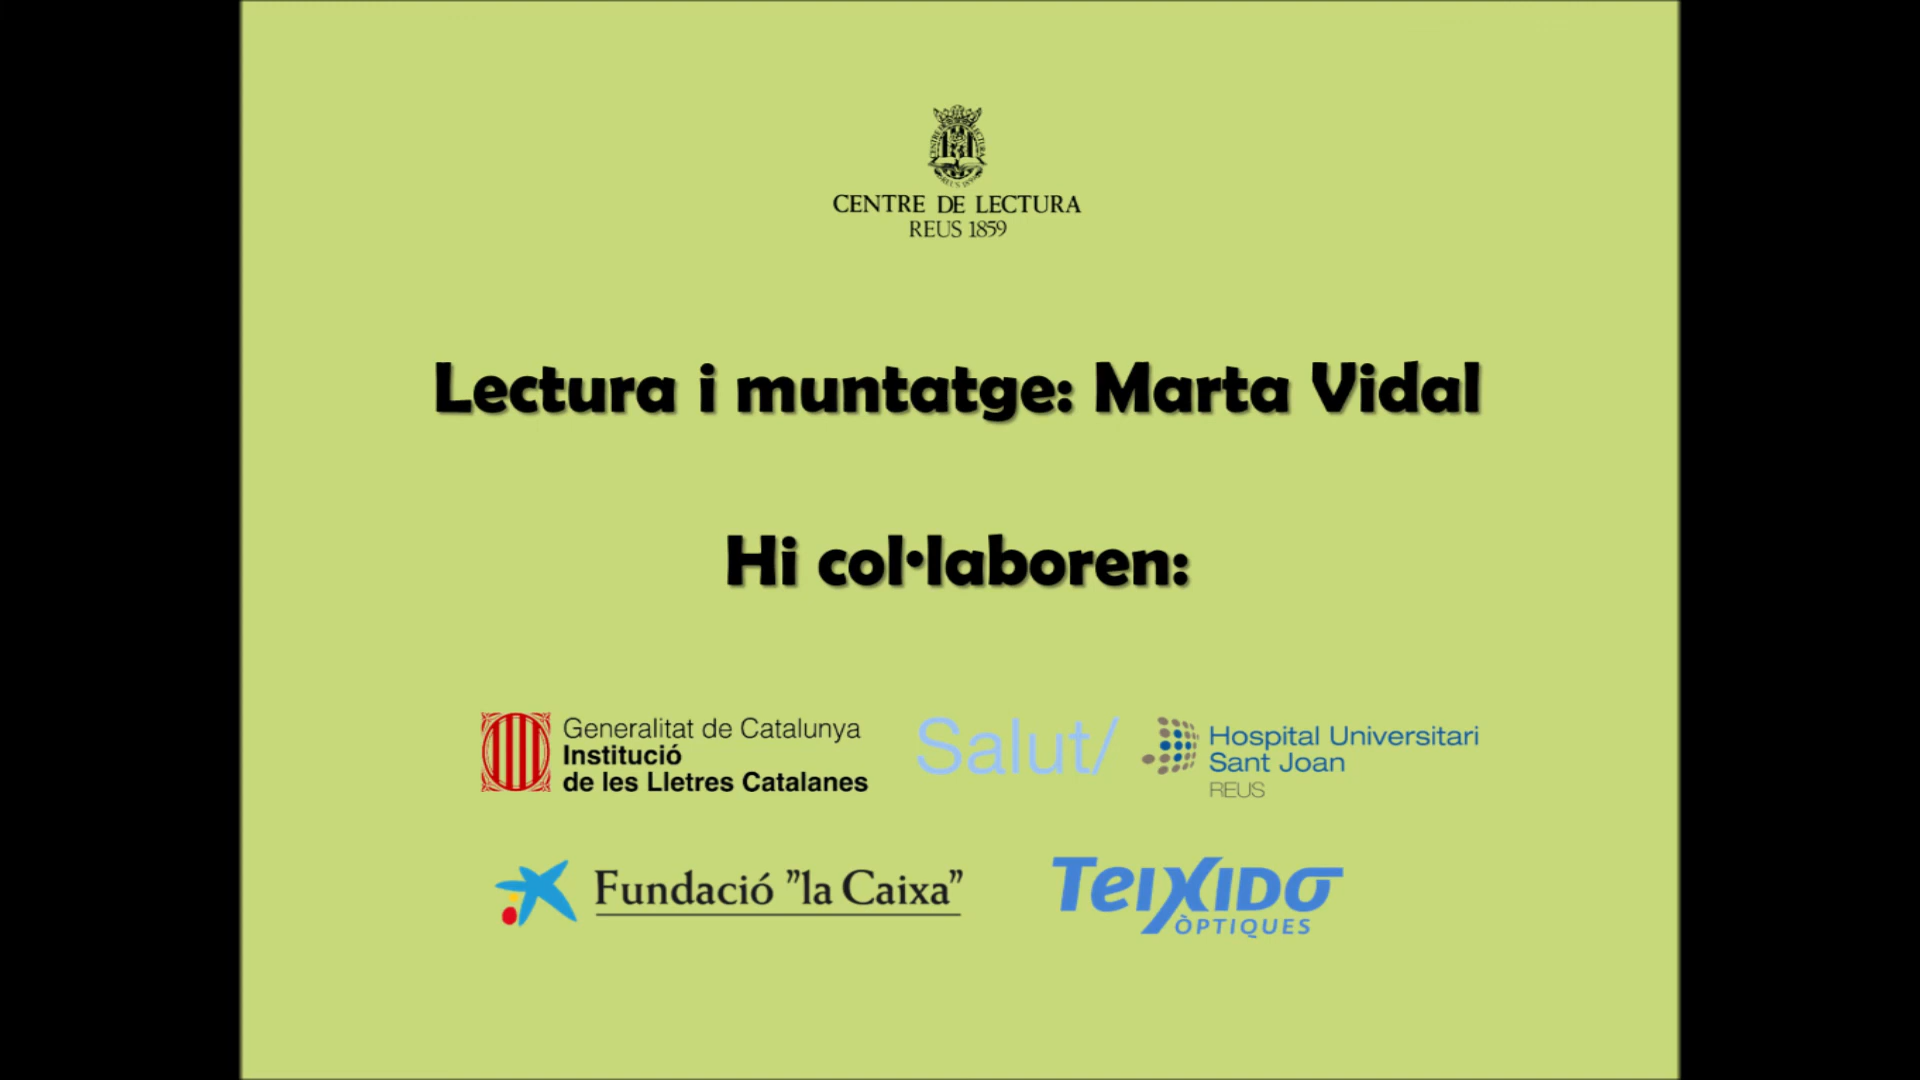 CENTRE DE LECTURA
REUS 1859
Lectura i muntatge: Marta Vidal
Hi col·laboren:
Generalitat de Catalunya
Institució
de les Lletres Catalanes
Salut/
Hospital Universitari
Sant Joan
REUS
Fundació ”la Caixa”
TEIXIDÓ
ÒPTIQUES